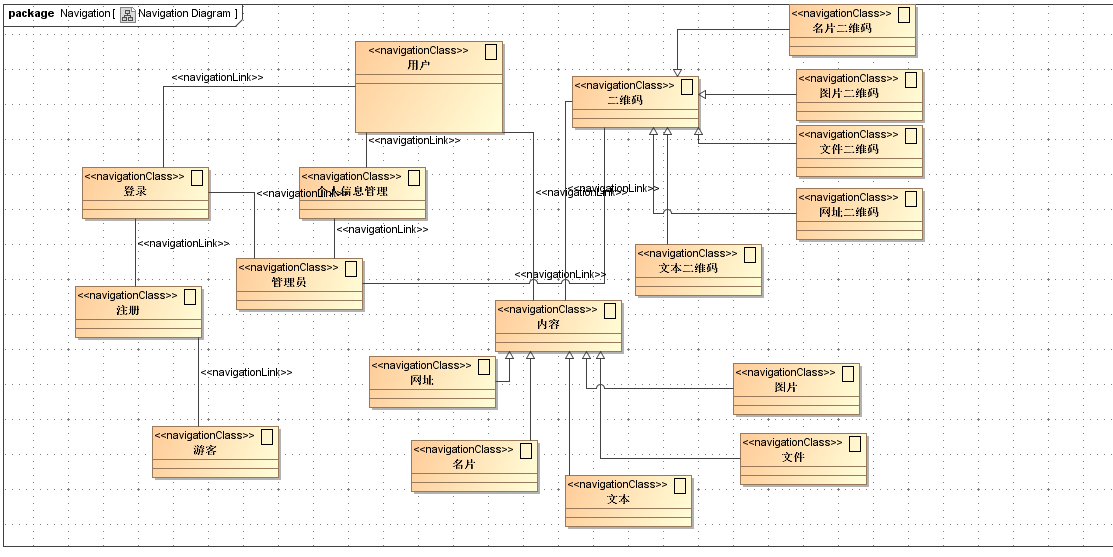 package Navigation [ Navigation Diagram ]
<<navigationClass>>
名片二维码
<<navigationClass>>
用户
<<navigationLink>>
<<navigationClass>>
二维码
<<navigationClass>>
图片二维码
<<navigationClass>>
文件二维码
<<navigationLink>>
<<navigationClass>>
登录
<<navigationClass>>
个人信息管理
<<navigationLink>>
<<navigationLink>>
<<navigationLink>>
<<navigationClass>>
网址二维码
<<navigationLink>>
<<navigationLink>>
<<navigationClass>>
文本二维码
<<navigationClass>>
管理员
<<navigationLink>>
<<navigationClass>>
注册
<<navigationClass>>
内容
<<navigationClass>>
网址
<<navigationLink>>
<<navigationClass>>
图片
<<navigationClass>>
游客
<<navigationClass>>
名片
<<navigationClass>>
文件
<<navigationClass>>
文本